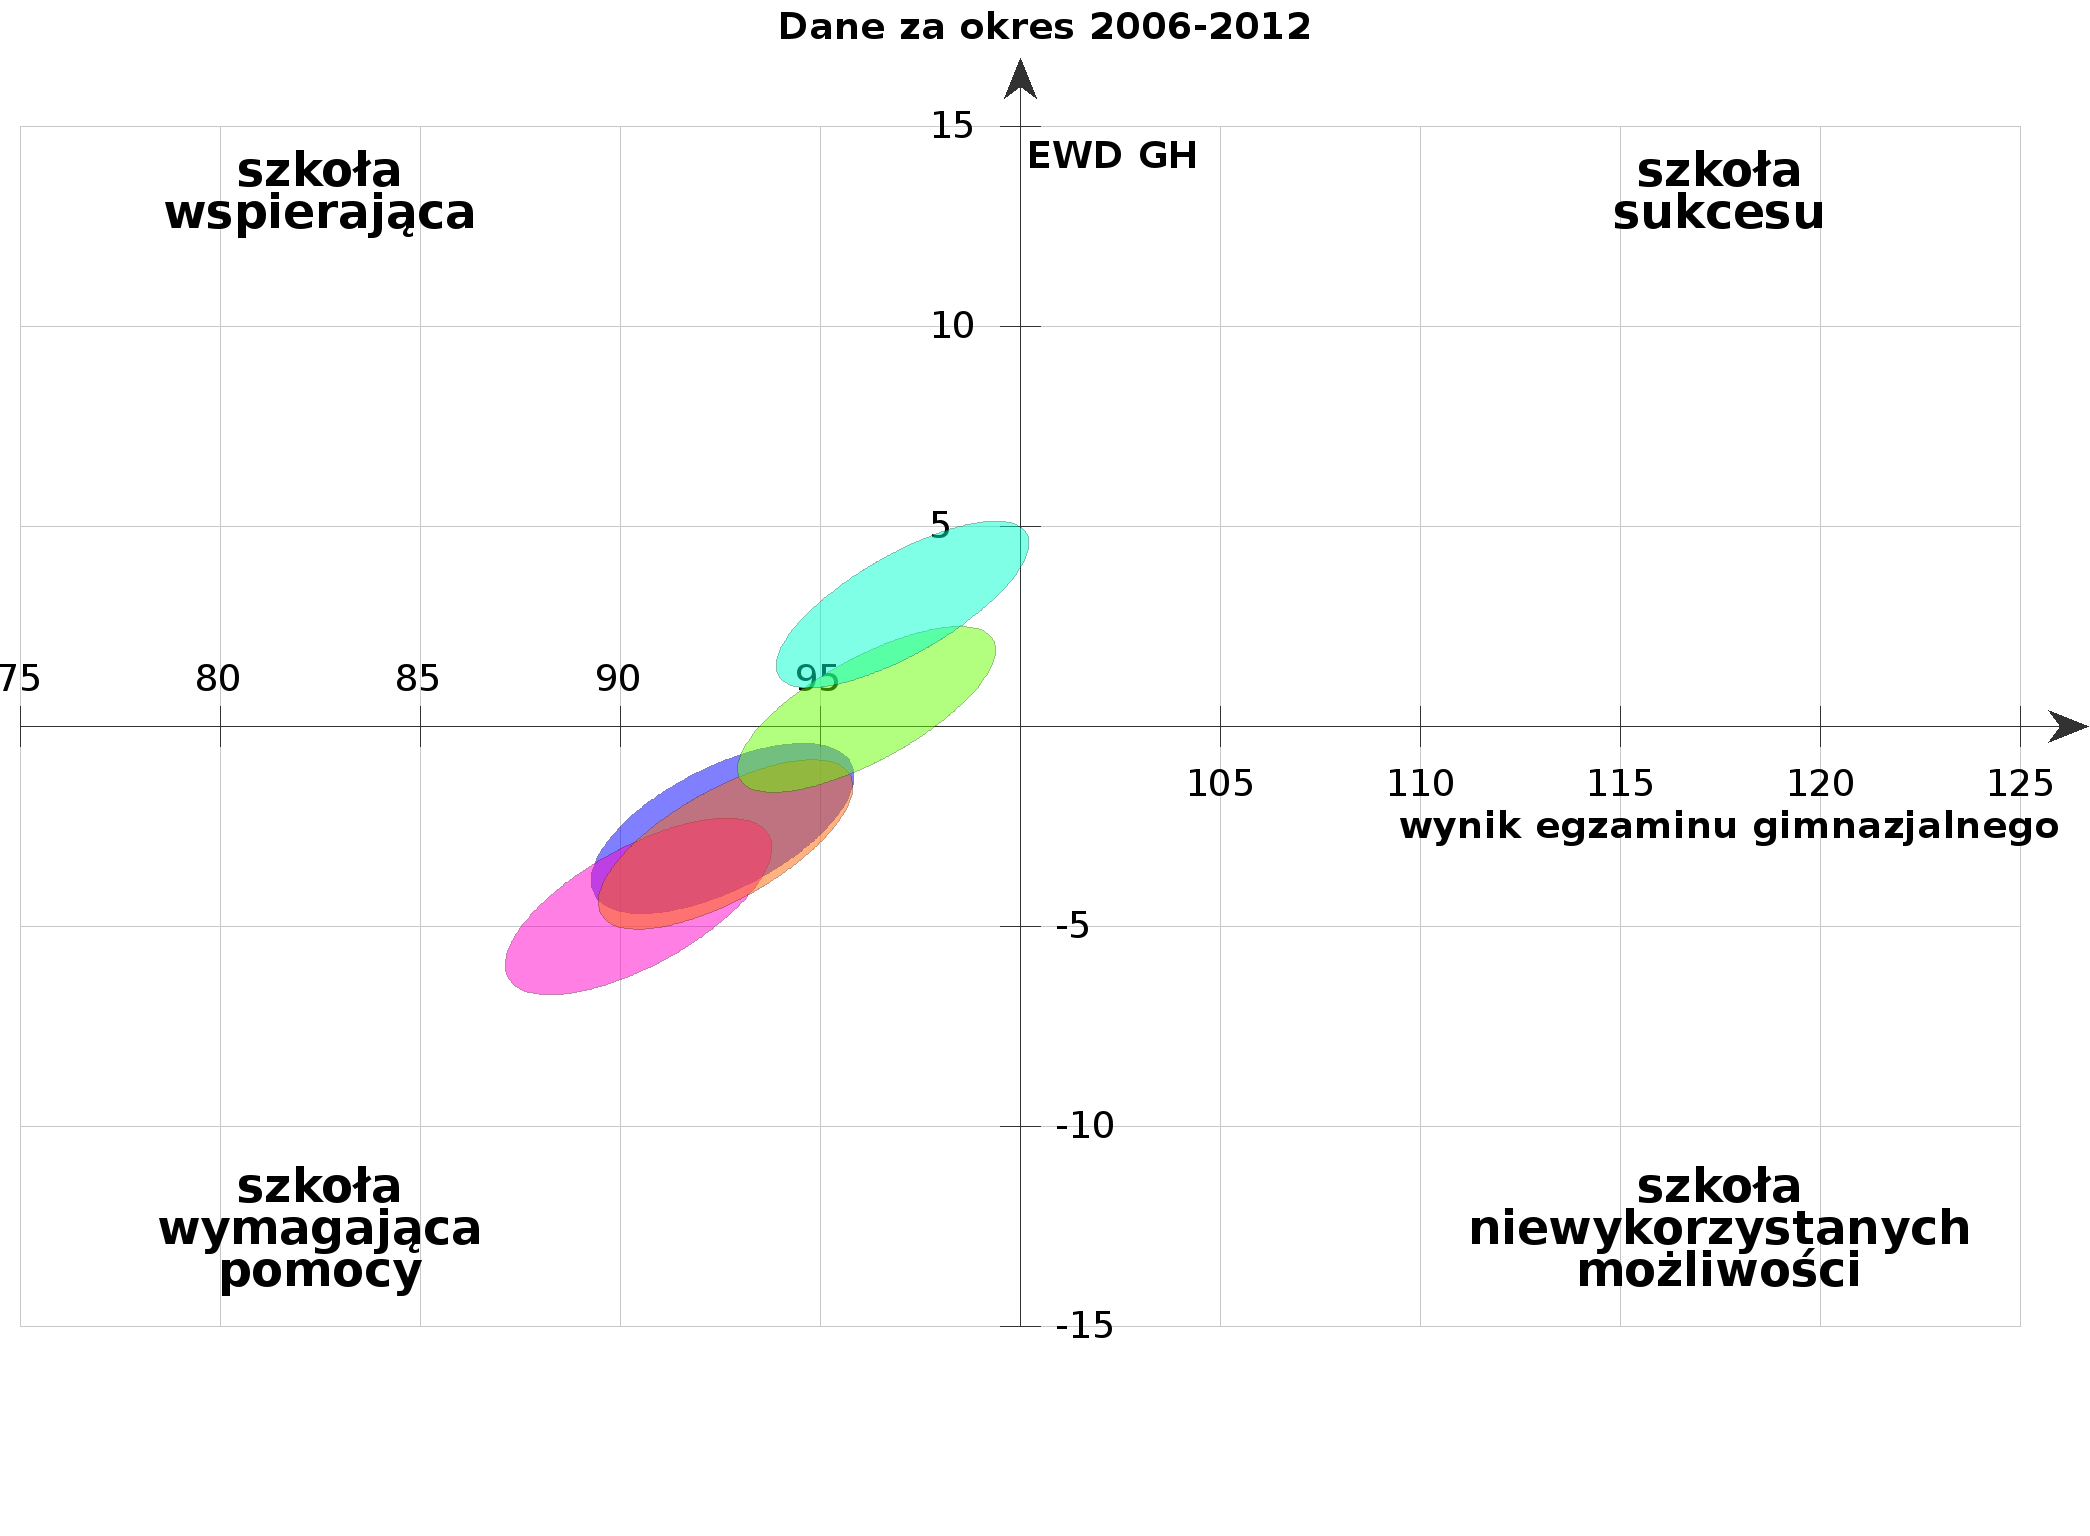 Dane za okres 2006-2012
15
EWD GH
szkoła
wspierająca
szkoła
sukcesu
10
5
75 80 85 90 95
105 110 115 120 125
wynik egzaminu gimnazjalnego
-5
-10
szkoła
wymagająca
pomocy
szkoła
niewykorzystanych
możliwości
-15